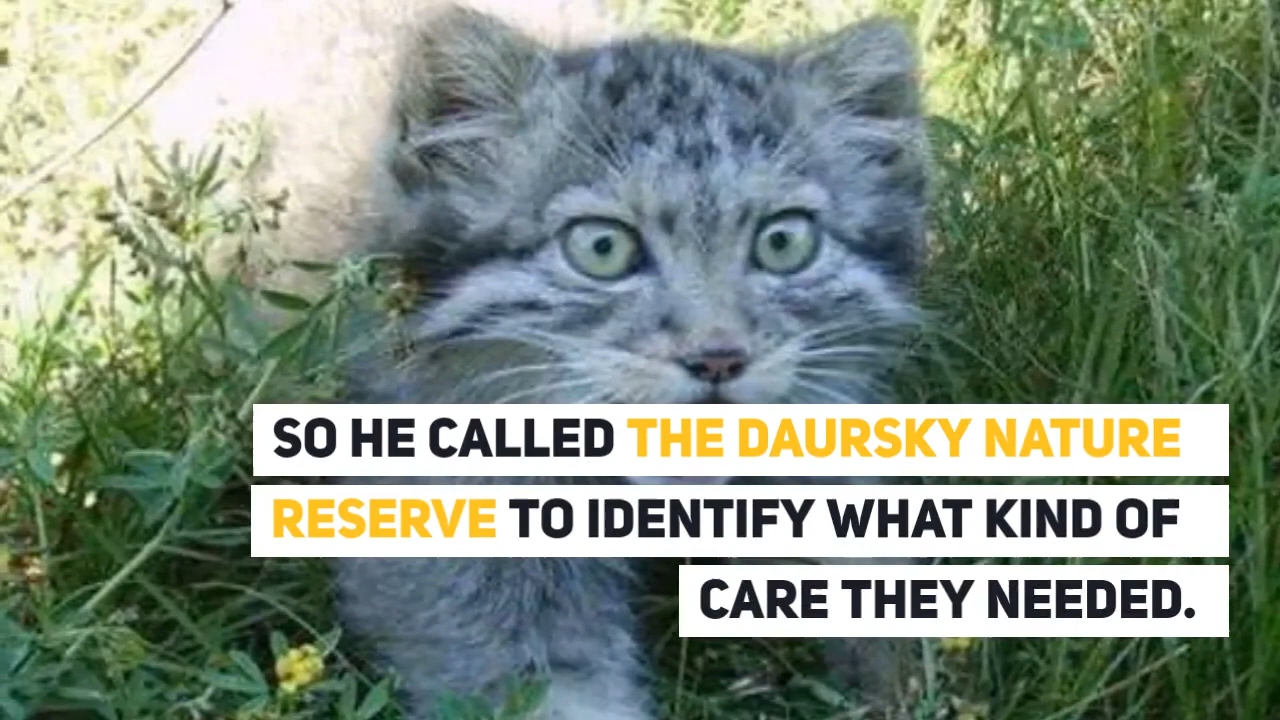 SO HE CALLED THE DAURSKY NATURE
RESERVE TO IDENTIFY WHAT KIND OF
CARE THEY NEEDED.